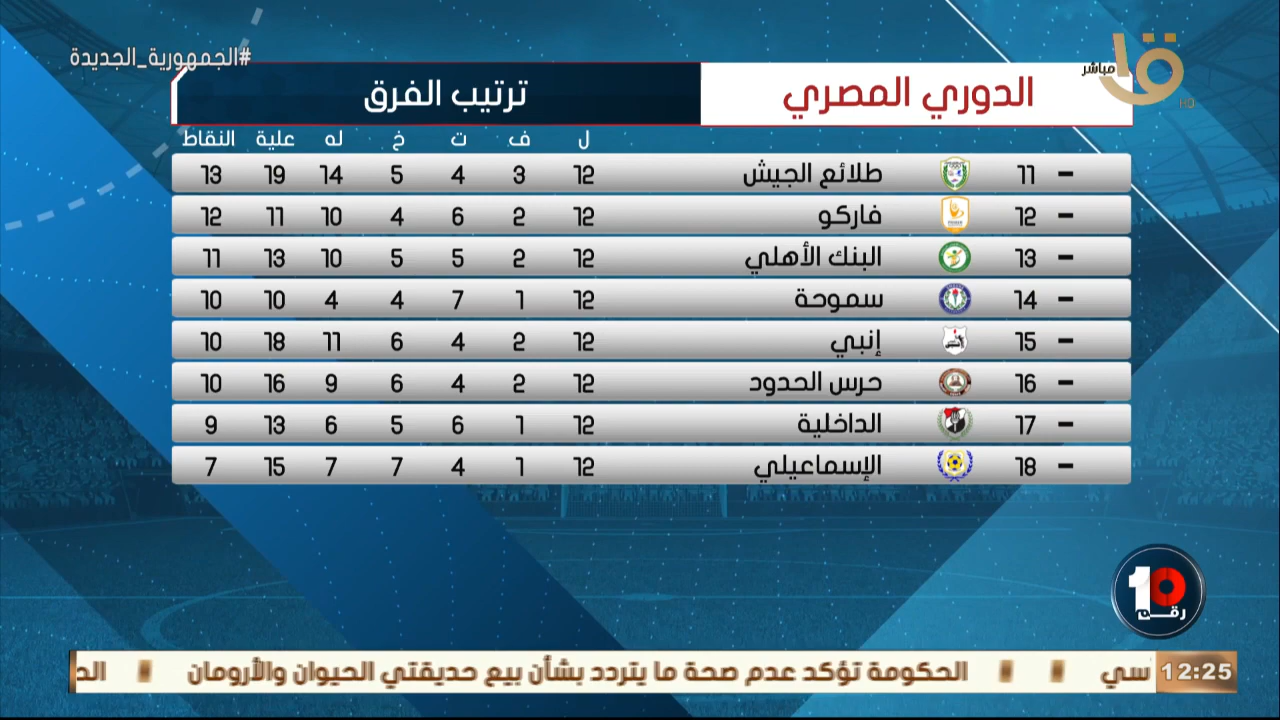 #الجمهورية_الجديدة
مباشر
HD
الدوري المصري ترتيب الفرق
ل ف ت خ له علية النقاط
- 11 طلائع الجيش 12 3 4 5 14 19 13
- 12 فاركو 12 2 6 4 10 11 12
- 13 البنك الأهلي 12 2 5 5 10 13 11
- 14 سموحة 12 1 7 4 4 10 10
- 15 إنبي 12 2 4 6 11 18 10
- 16 حرس الحدود 12 2 4 6 9 16 10
- 17 الداخلية 12 1 6 5 6 13 9
- 18 الإسماعيلي 12 1 4 7 7 15 7
10
رقم
12:25 سي الحكومة تؤكد عدم صحة ما يتردد بشأن بيع حديقتي الحيوان والأرومان